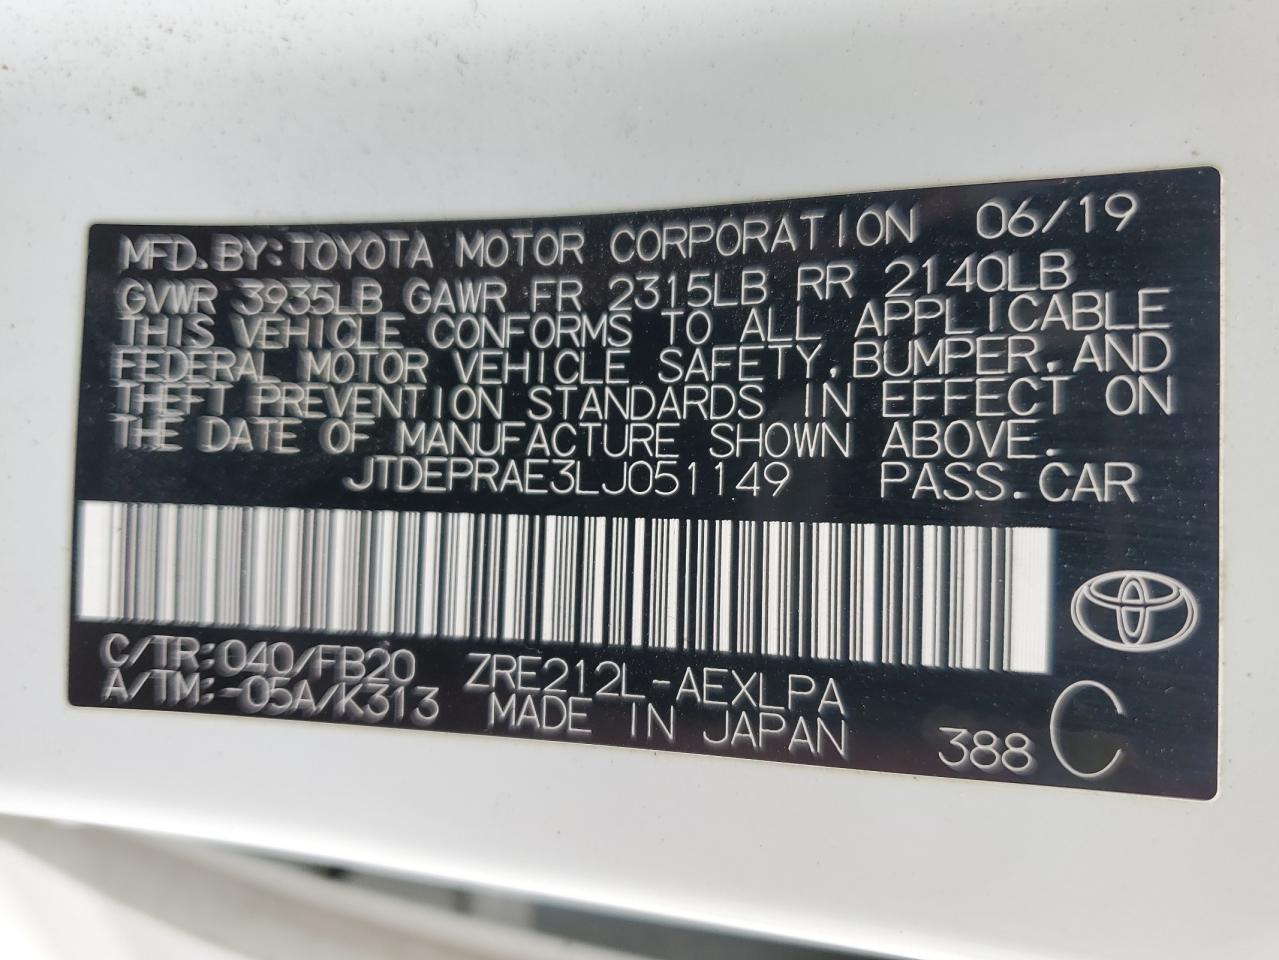 MFD.BY:TOYOTA MOTOR CORPORATION 06/19
GVWR 3935LB GAWR FR 2315LB RR 2140LB
THIS VEHICLE CONFORMS TO ALL APPLICABLE
FEDERAL MOTOR VEHICLE SAFETY,BUMPER,AND
THEFT PREVENTION STANDARDS IN EFFECT ON
THE DATE OF MANUFACTURE SHOWN ABOVE.
JTDEPRAE3LJ051149 PASS.CAR
C/TR:040/FB20 ZRE212L-AEXLPA
A/TM:-05A/K313 MADE IN JAPAN 388 C